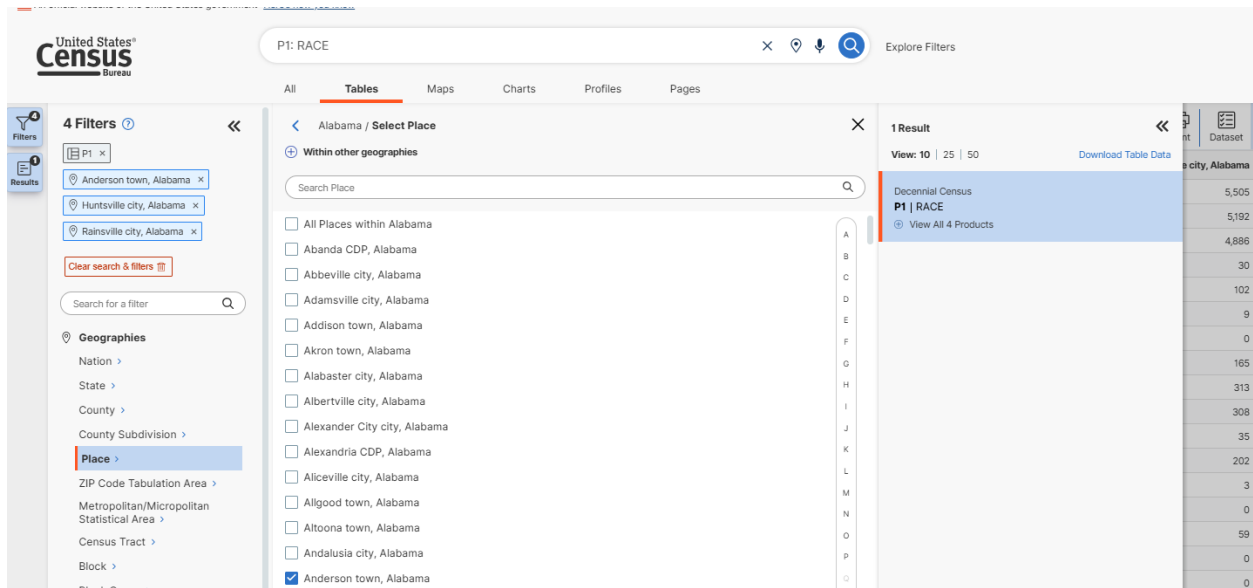 United States®
Census
Bureau
P1: RACE
Explore Filters
All Tables Maps Charts Profiles Pages
4
Filters
1
Results
4 Filters
P1
Anderson town, Alabama
Huntsville city, Alabama
Rainsville city, Alabama
Clear search & filters
Search for a filter
Geographies
Nation
State
County
County Subdivision
Place
ZIP Code Tabulation Area
Metropolitan/Micropolitan
Statistical Area
Census Tract
Block
Alabama / Select Place
Within other geographies
Search Place
All Places within Alabama
Abanda CDP, Alabama
Abbeville city, Alabama
Adamsville city, Alabama
Addison town, Alabama
Akron town, Alabama
Alabaster city, Alabama
Albertville city, Alabama
Alexander City city, Alabama
Alexandria CDP, Alabama
Aliceville city, Alabama
Allgood town, Alabama
Altoona town, Alabama
Andalusia city, Alabama
Anderson town, Alabama
A
B
C
D
E
F
G
H
I
J
K
L
M
N
O
P
Q
1 Result
View: 10 | 25 | 50
Download Table Data
Decennial Census
P1 | RACE
View All 4 Products
Dataset
city, Alabama
5,505
5,192
4,886
30
102
9
0
165
313
308
35
202
3
0
59
0
0